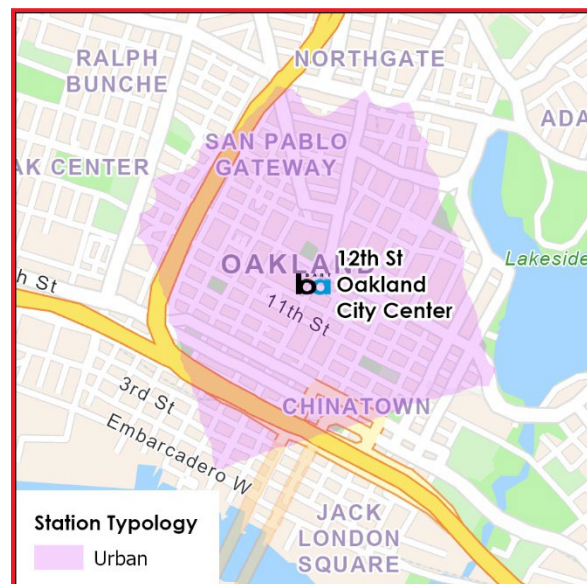 RALPH
BUNCHE
NORTHGATE
ADA
SAN PABLO
GATEWAY
AK CENTER
OAKLAND
12th St
Oakland
City Center
ba
Lakeside
h St
11th St
CHINATOWN
3rd St
Embarcadero W
JACK
LONDON
SQUARE
Station Typology
Urban